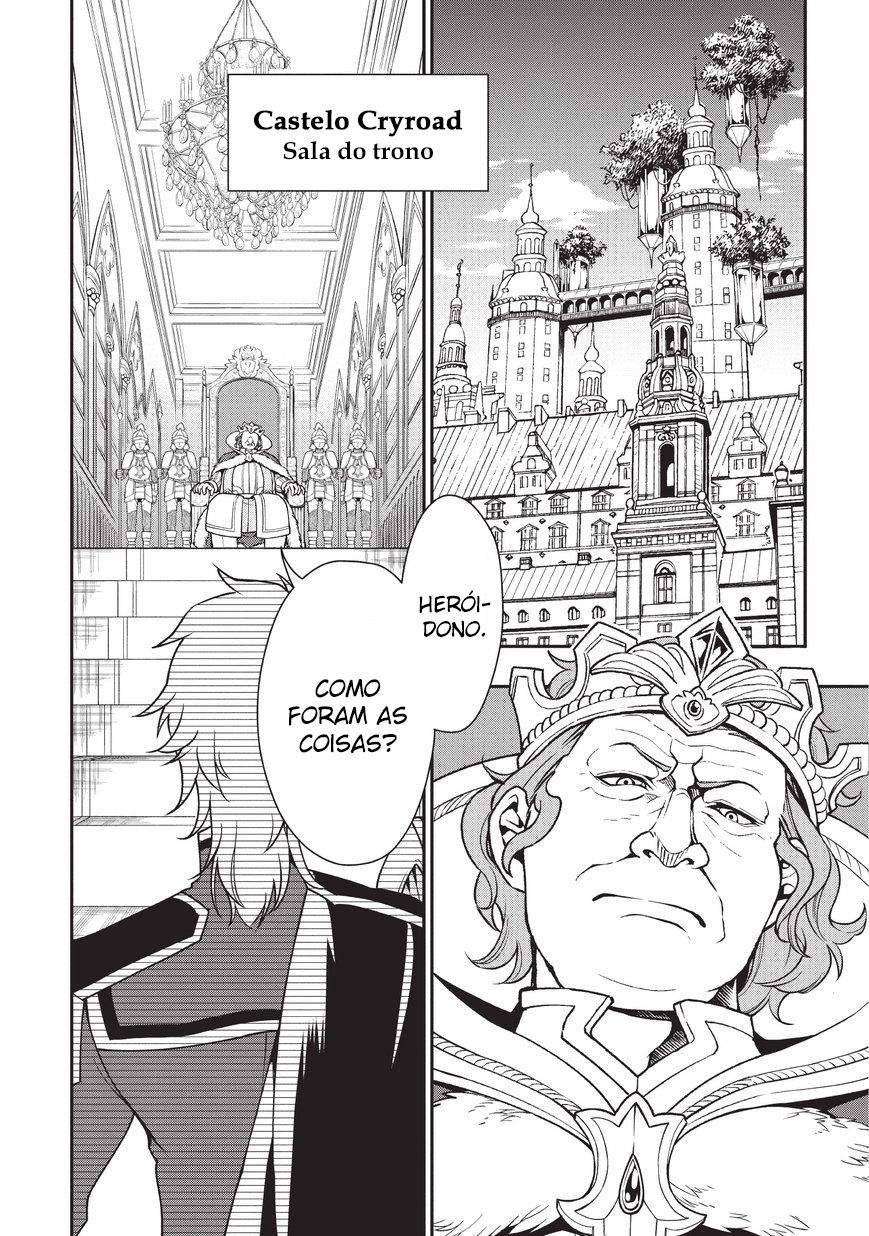 Castelo Cryroad
Sala do trono
HERÓI-
DONO.
COMO
FORAM AS
COISAS?